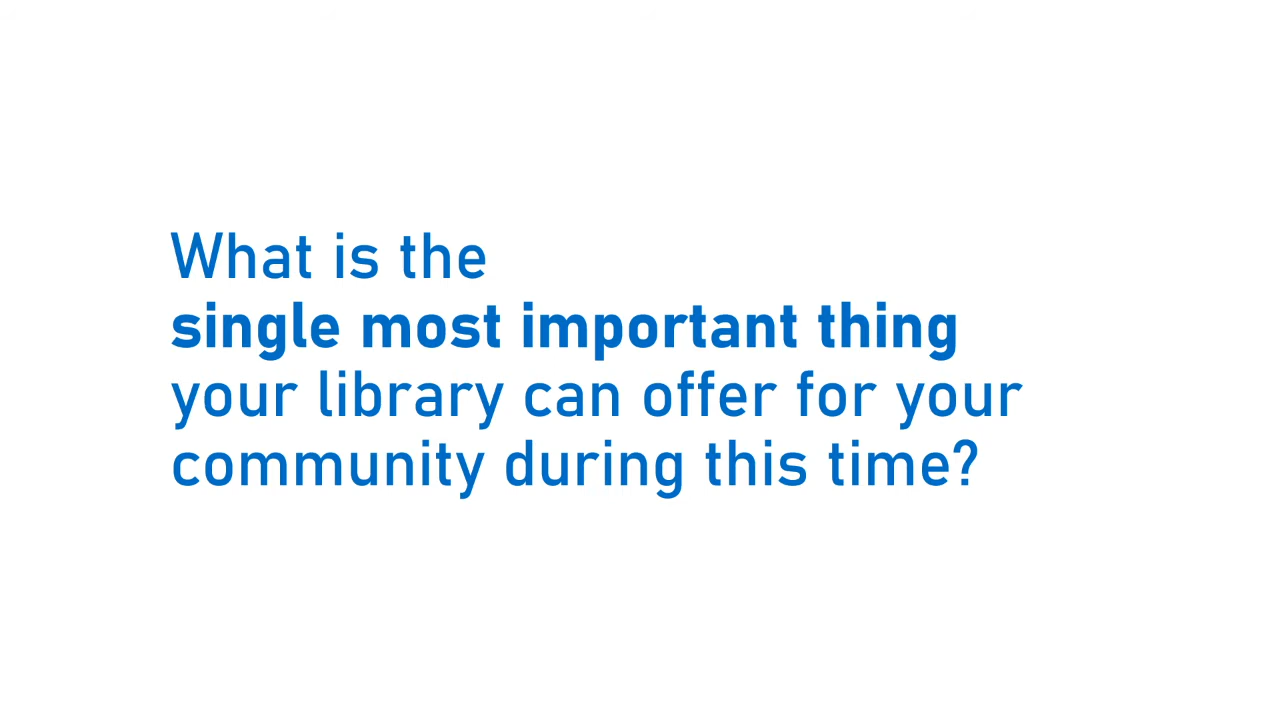 What is the
single most important thing
your library can offer for your
community during this time?